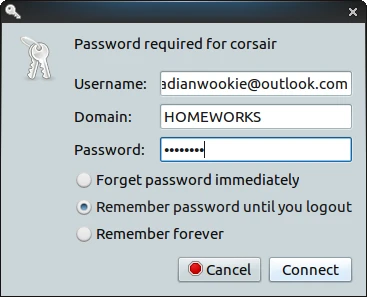 Password required for corsair
Username: adianwookie@outlook.com
Domain: HOMEWORKS
Password: ••••••••
Forget password immediately
Remember password until you logout
Remember forever
Cancel Connect